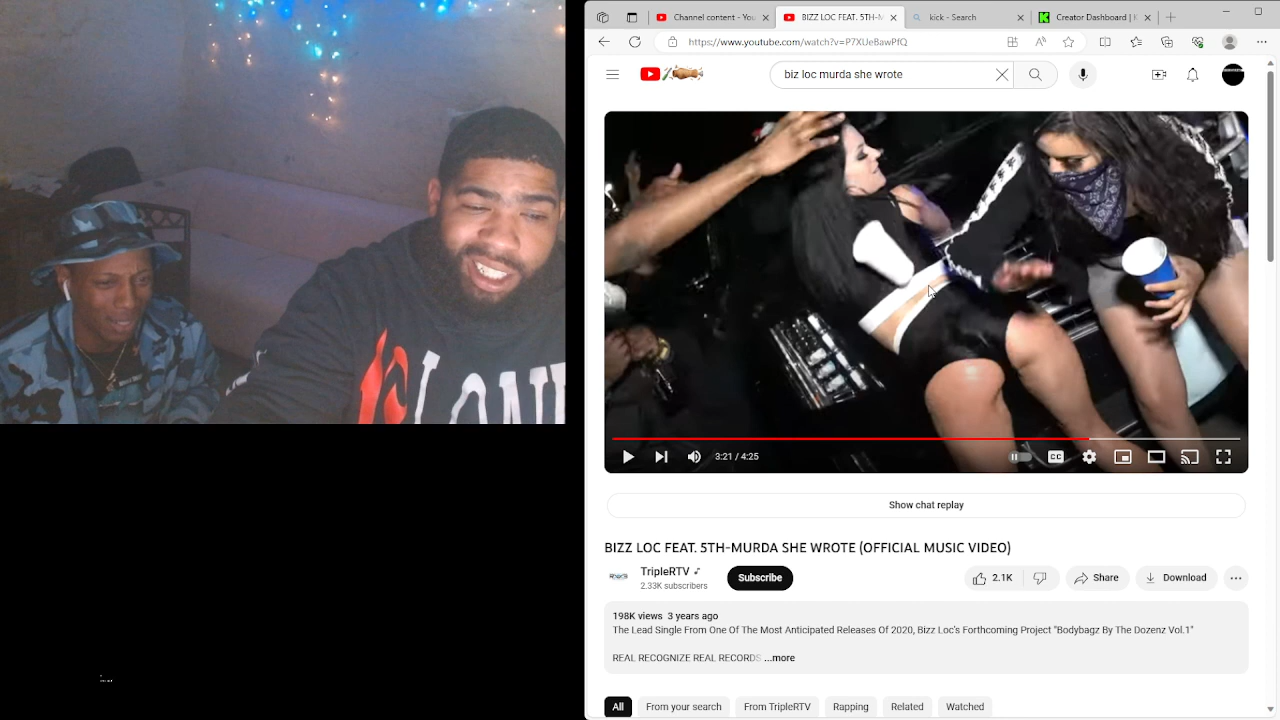 Channel content - You
BIZZ LOC FEAT. 5TH-M
kick - Search
Creator Dashboard | K
https://www.youtube.com/watch?v=P7XUeBawPfQ
biz loc murda she wrote
LONI
3:21 / 4:25
CC
Show chat replay
BIZZ LOC FEAT. 5TH-MURDA SHE WROTE (OFFICIAL MUSIC VIDEO)
TripleRTV
2.33K subscribers
Subscribe
2.1K
Share
Download
198K views 3 years ago
The Lead Single From One Of The Most Anticipated Releases Of 2020, Bizz Loc's Forthcoming Project "Bodybagz By The Dozenz Vol.1"
REAL RECOGNIZE REAL RECORDS ...more
All
From your search
From TripleRTV
Rapping
Related
Watched